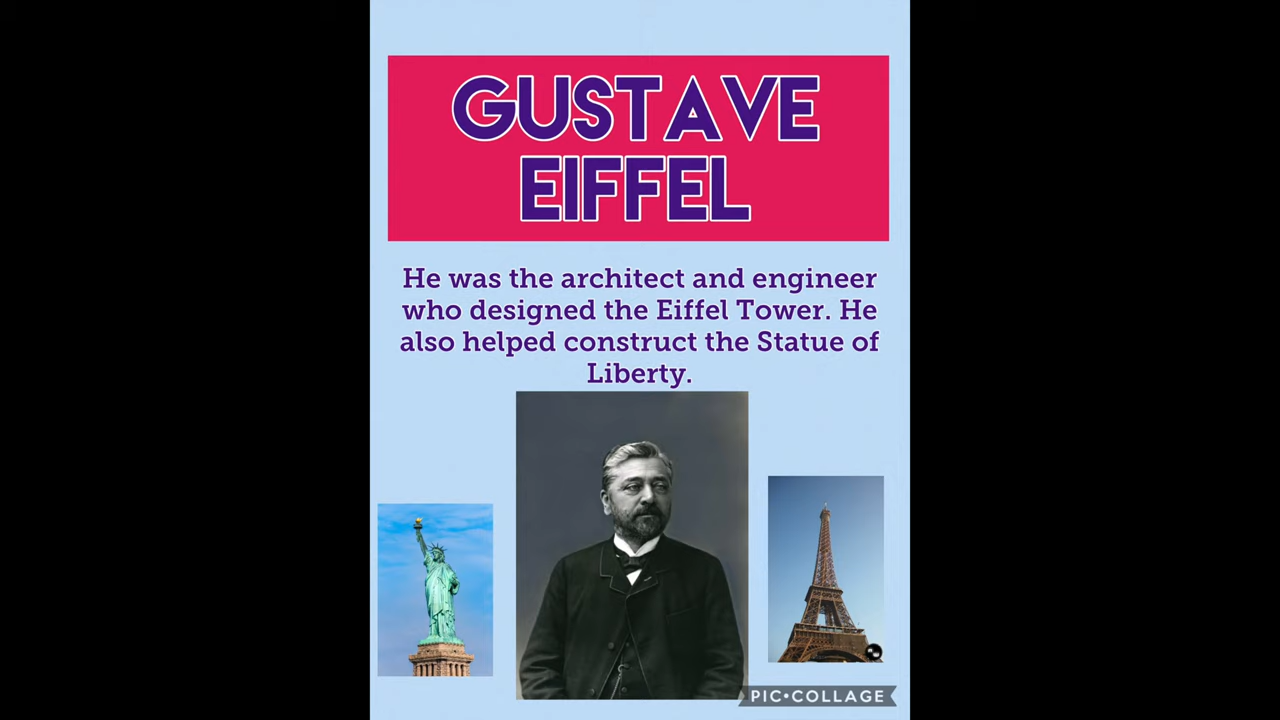 GUSTAVE
EIFFEL
He was the architect and engineer
who designed the Eiffel Tower. He
also helped construct the Statue of
Liberty.
PIC•COLLAGE